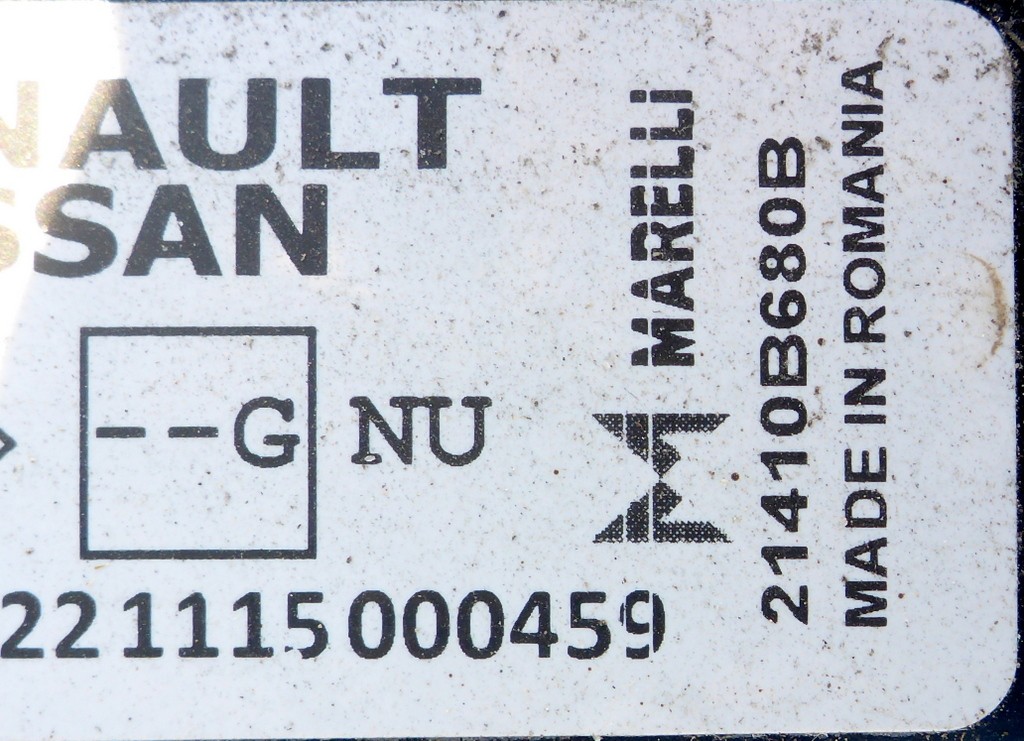 NAULT
SSAN
--G NU
221115000459
MARELLI
21410B680B
MADE IN ROMANIA